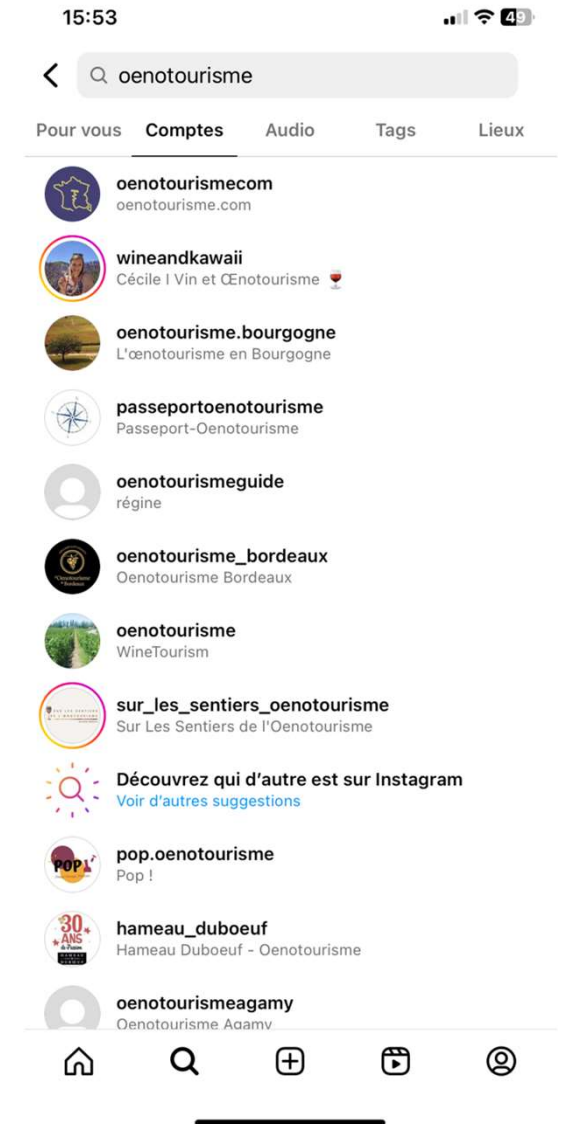 15:53
49
oenotourisme
Pour vous Comptes Audio Tags Lieux
oenotourismecom
oenotourisme.com
wineandkawaii
Cécile I Vin et Œnotourisme 🍷
oenotourisme.bourgogne
L'œnotourisme en Bourgogne
passeportoenotourisme
Passeport-Oenotourisme
oenotourismeguide
régine
oenotourisme_bordeaux
Oenotourisme Bordeaux
oenotourisme
WineTourism
sur_les_sentiers_oenotourisme
Sur Les Sentiers de l'Oenotourisme
Découvrez qui d’autre est sur Instagram
Voir d’autres suggestions
POP
pop.oenotourisme
Pop !
30
ANS
hameau_duboeuf
Hameau Duboeuf - Oenotourisme
oenotourismeagamy
Oenotourisme Agamy